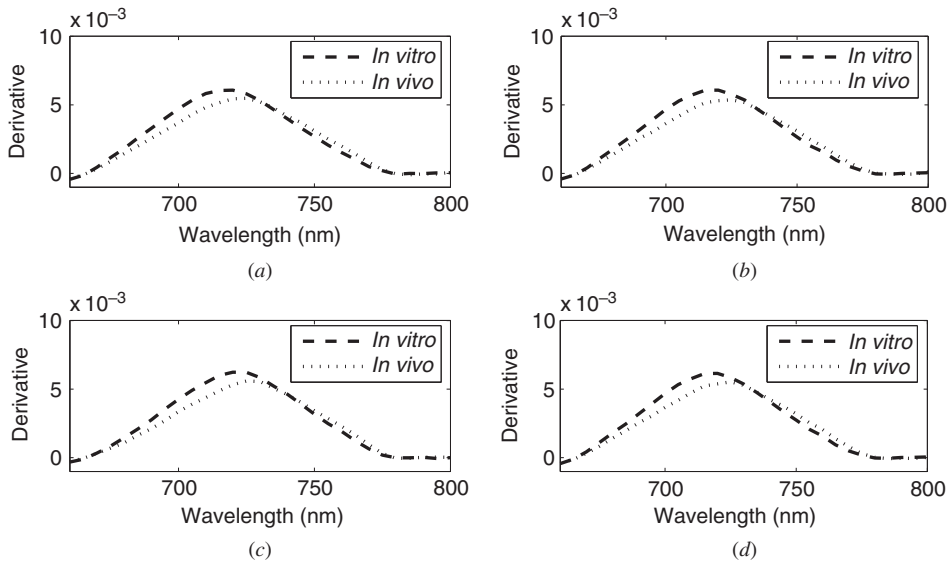 x 10⁻³
10
5
0
Derivative
In vitro
In vivo
700 750 800
Wavelength (nm)
(a)
x 10⁻³
10
5
0
Derivative
In vitro
In vivo
700 750 800
Wavelength (nm)
(b)
x 10⁻³
10
5
0
Derivative
In vitro
In vivo
700 750 800
Wavelength (nm)
(c)
x 10⁻³
10
5
0
Derivative
In vitro
In vivo
700 750 800
Wavelength (nm)
(d)